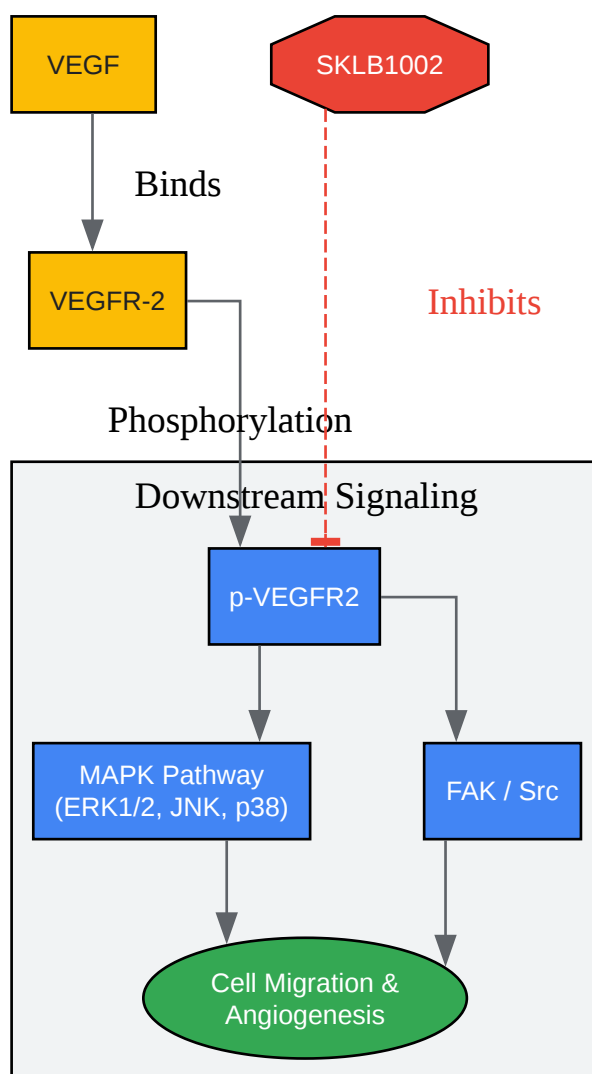 VEGF
SKLB1002
Binds
VEGFR-2
Inhibits
Phosphorylation
Downstream Signaling
p-VEGFR2
MAPK Pathway
(ERK1/2, JNK, p38)
FAK / Src
Cell Migration &
Angiogenesis